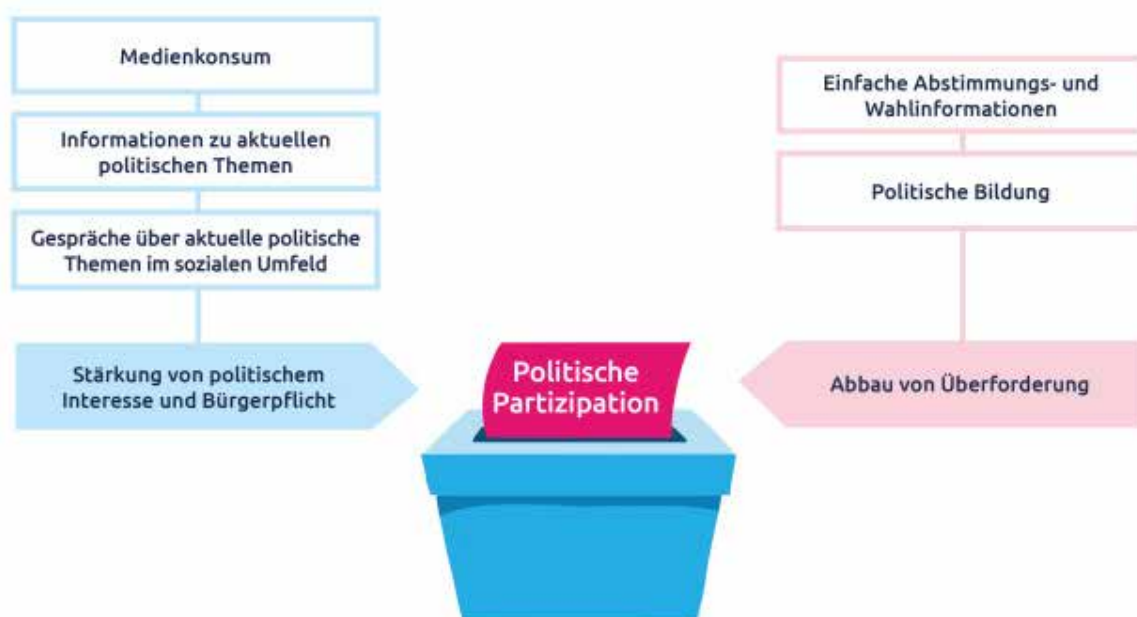 Medienkonsum
Informationen zu aktuellen
politischen Themen
Gespräche über aktuelle politische
Themen im sozialen Umfeld
Stärkung von politischem
Interesse und Bürgerpflicht
Politische
Partizipation
Einfache Abstimmungs- und
Wahlinformationen
Politische Bildung
Abbau von Überforderung